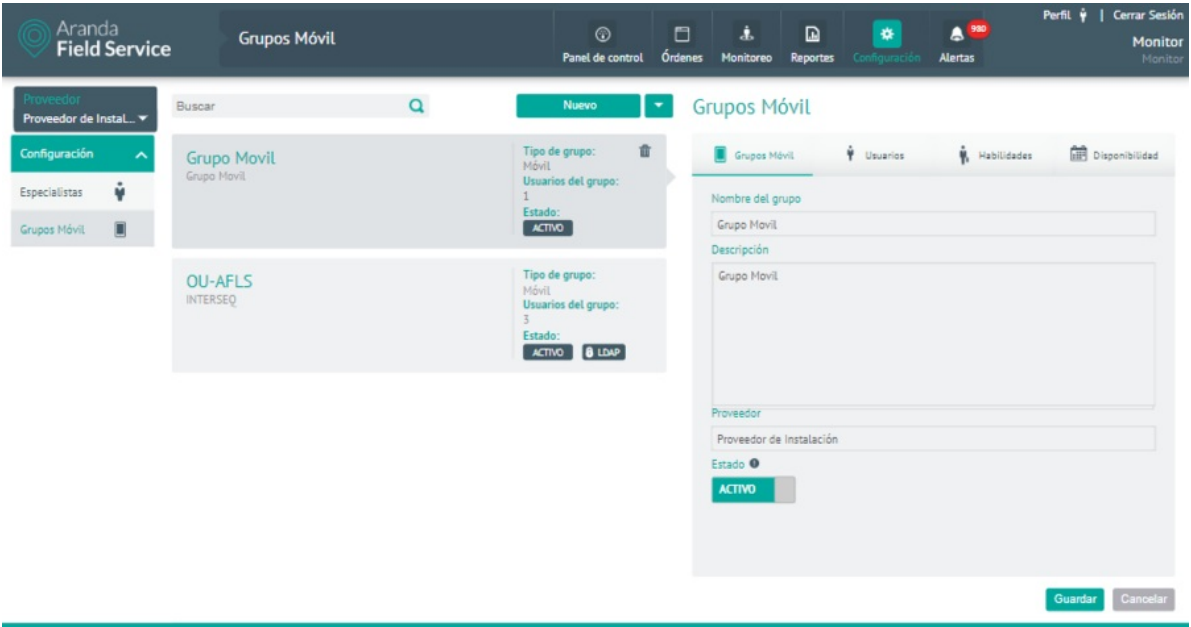 Aranda
Field Service
Grupos Móvil
Panel de control
Órdenes
Monitoreo
Reportes
Configuración
Alertas
980
Perfil | Cerrar Sesión
Monitor
Monitor
Proveedor
Proveedor de Instal...
Configuración
Especialistas
Grupos Móvil
Buscar
Nuevo
Grupo Movil
Grupo Movil
Tipo de grupo:
Móvil
Usuarios del grupo:
1
Estado:
ACTIVO
OU-AFLS
INTERSEQ
Tipo de grupo:
Móvil
Usuarios del grupo:
3
Estado:
ACTIVO LDAP
Grupos Móvil
Grupos Móvil Usuarios Habilidades Disponibilidad
Nombre del grupo
Grupo Movil
Descripción
Grupo Movil
Proveedor
Proveedor de Instalación
Estado
ACTIVO
Guardar Cancelar